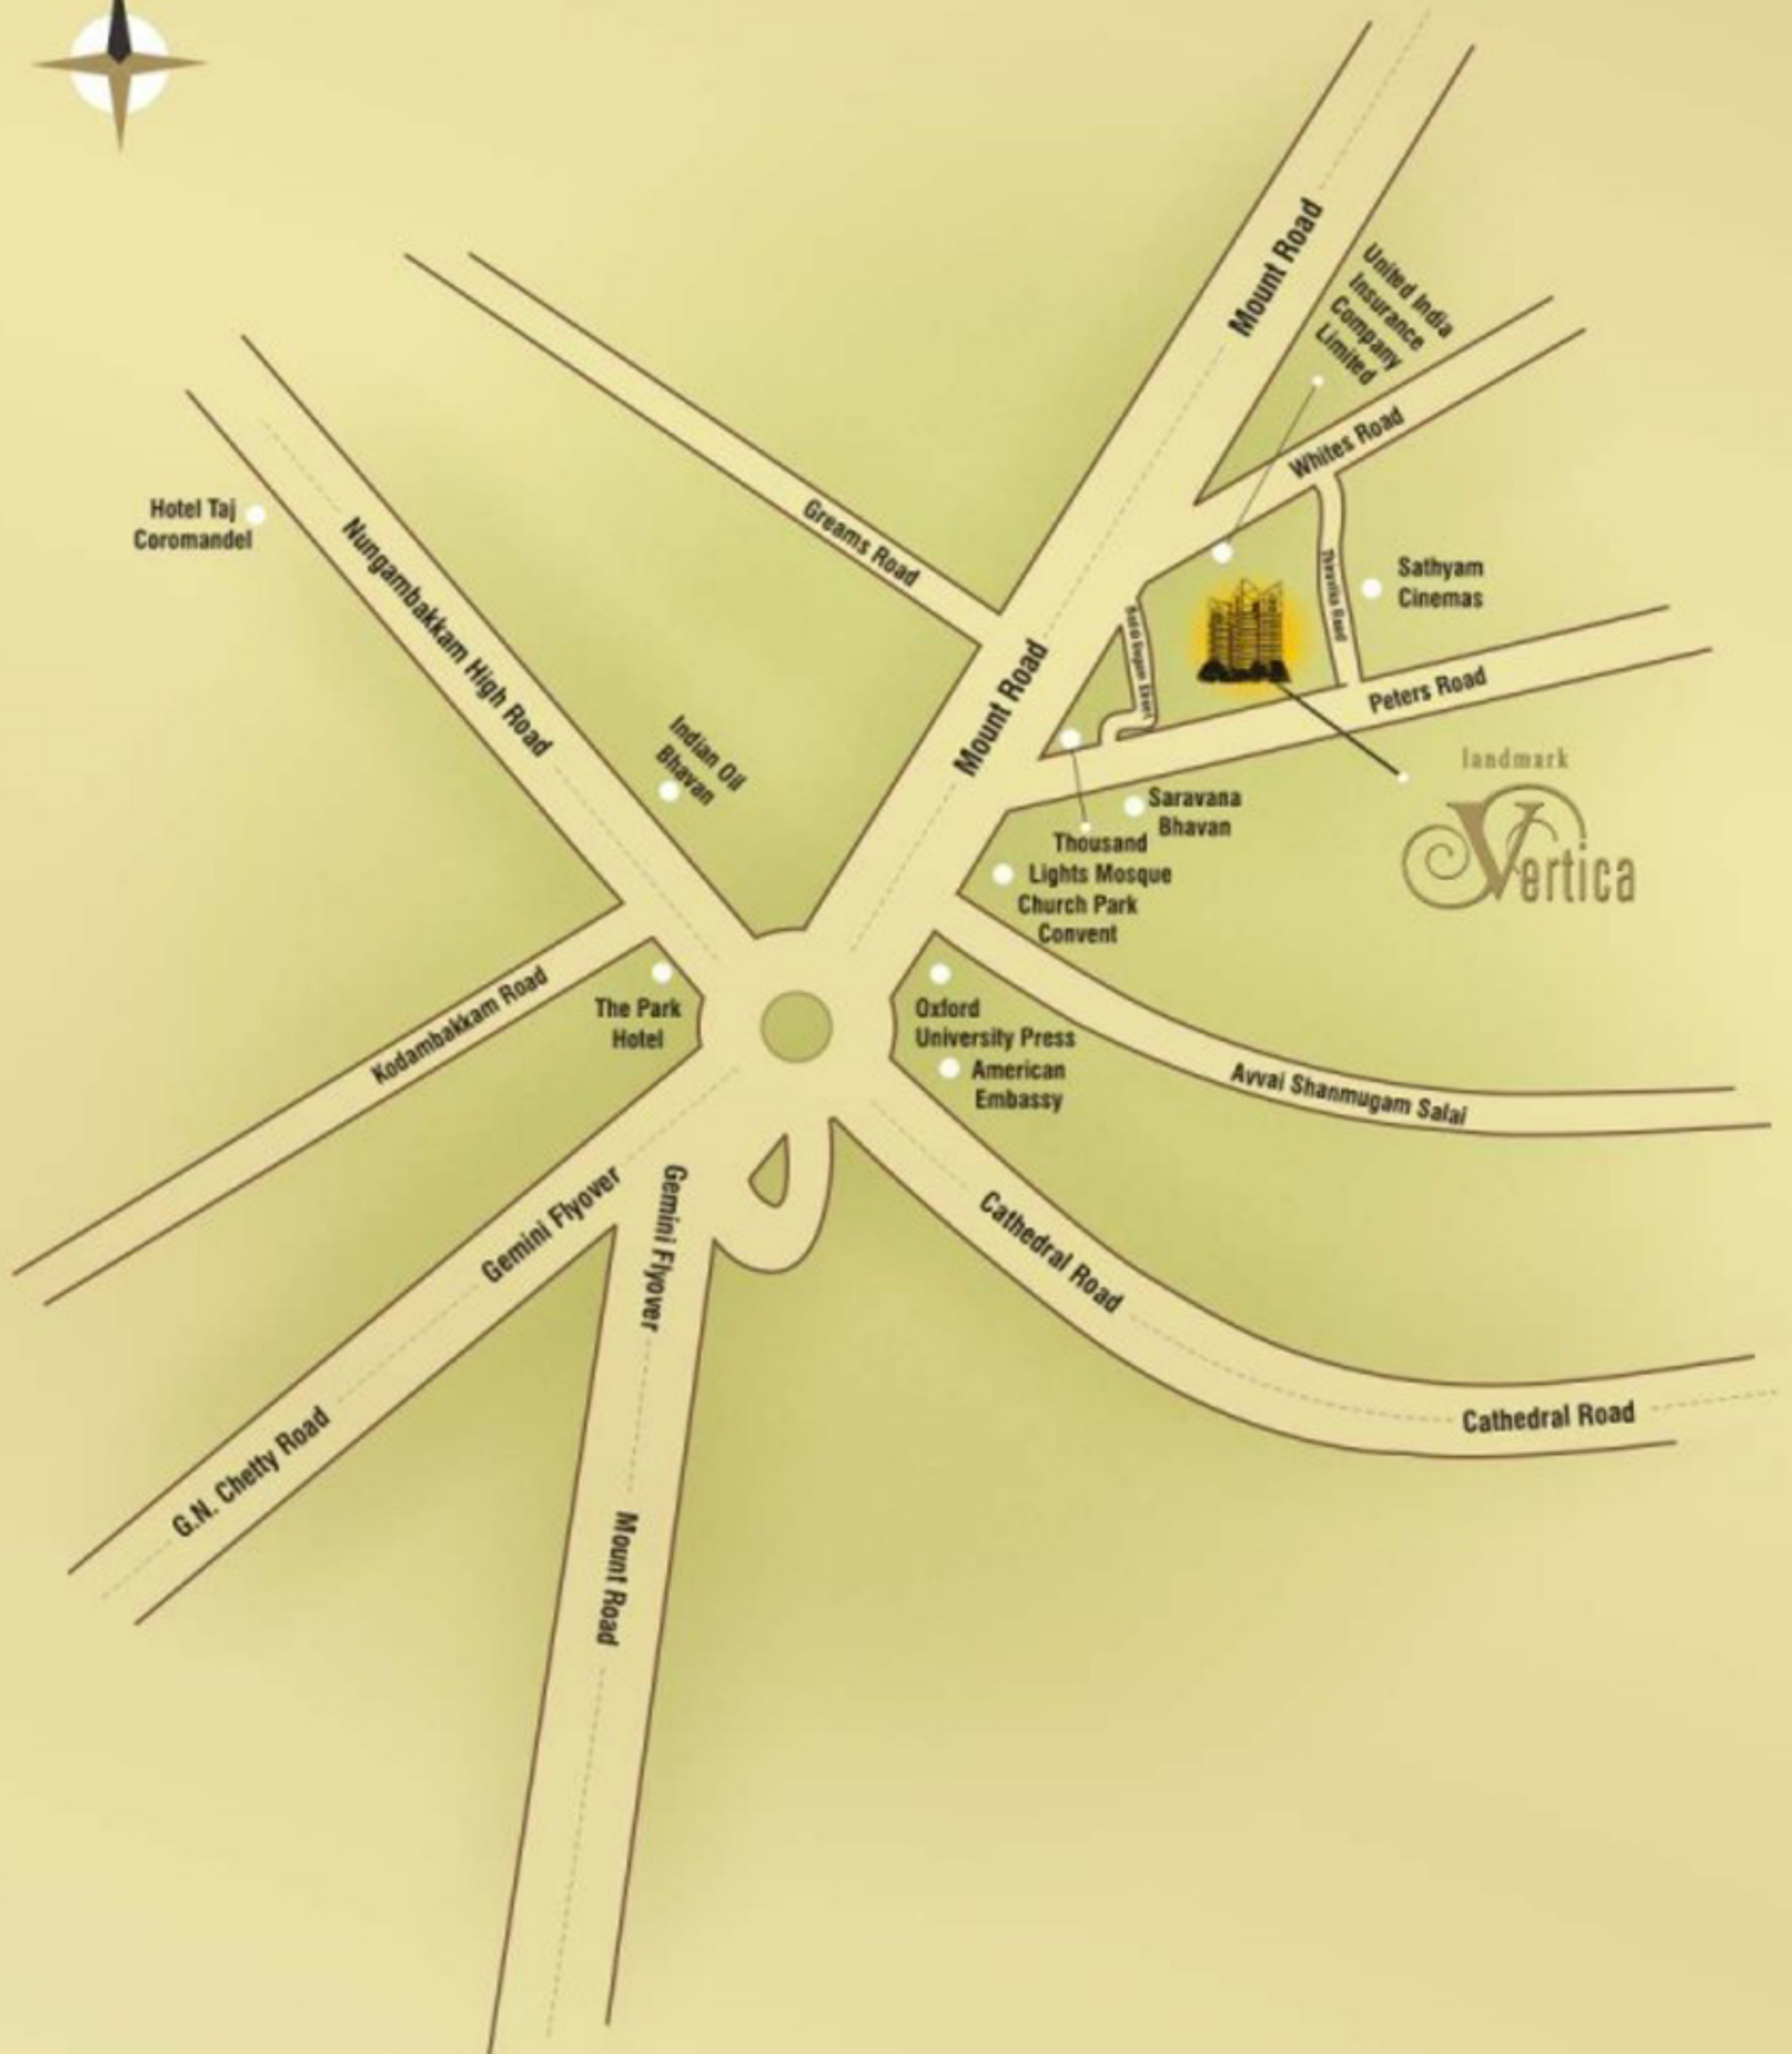 Mount Road
United India
Insurance
Company
Limited
Whites Road
Greams Road
Hotel Taj
Coromandel
Nungambakkam High Road
Sathyam
Cinemas
Road
Street
Mount Road
Peters Road
Indian Oil
Bhavan
landmark
Vertica
Saravana
Bhavan
Thousand
Lights Mosque
Church Park
Convent
Kodambakkam Road
The Park
Hotel
Oxford
University Press
American
Embassy
Avvai Shanmugam Salai
Gemini Flyover
Gemini Flyover
Cathedral Road
Cathedral Road
G.N. Chetty Road
Mount Road